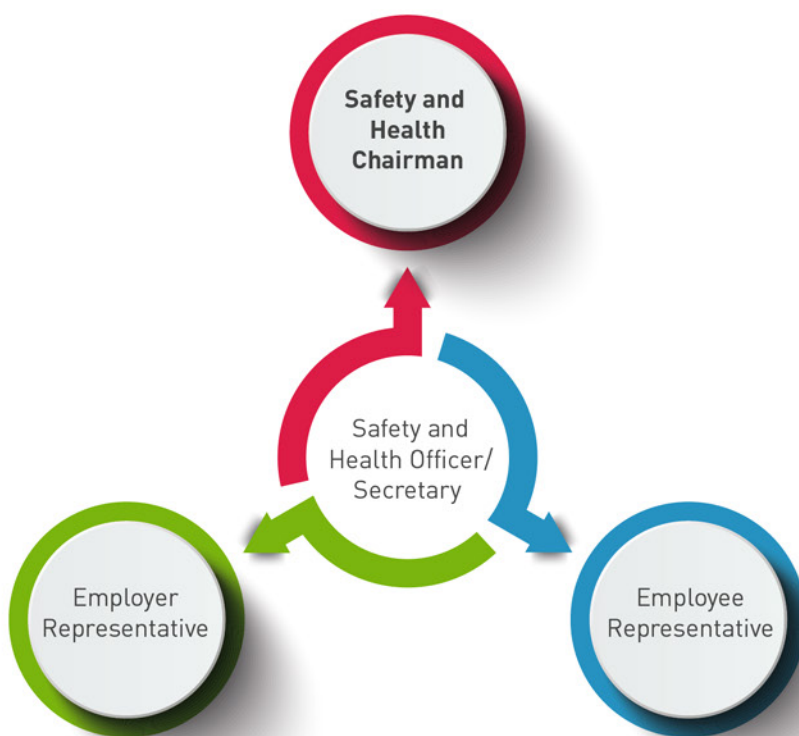 Safety and
Health
Chairman
Safety and
Health Officer/
Secretary
Employer
Representative
Employee
Representative